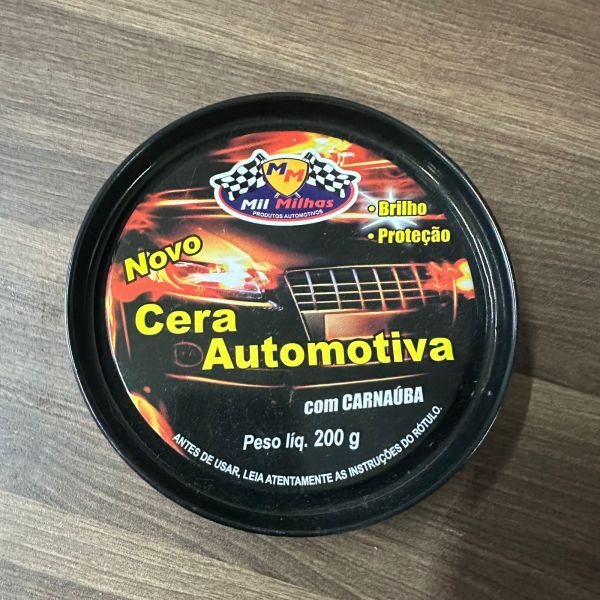 MM
Mil Milhas
PRODUTOS AUTOMOTIVOS
• Brilho
• Proteção
Novo
Cera
Automotiva
com CARNAÚBA
Peso líq. 200 g
ANTES DE USAR, LEIA ATENTAMENTE AS INSTRUÇÕES DO RÓTULO.